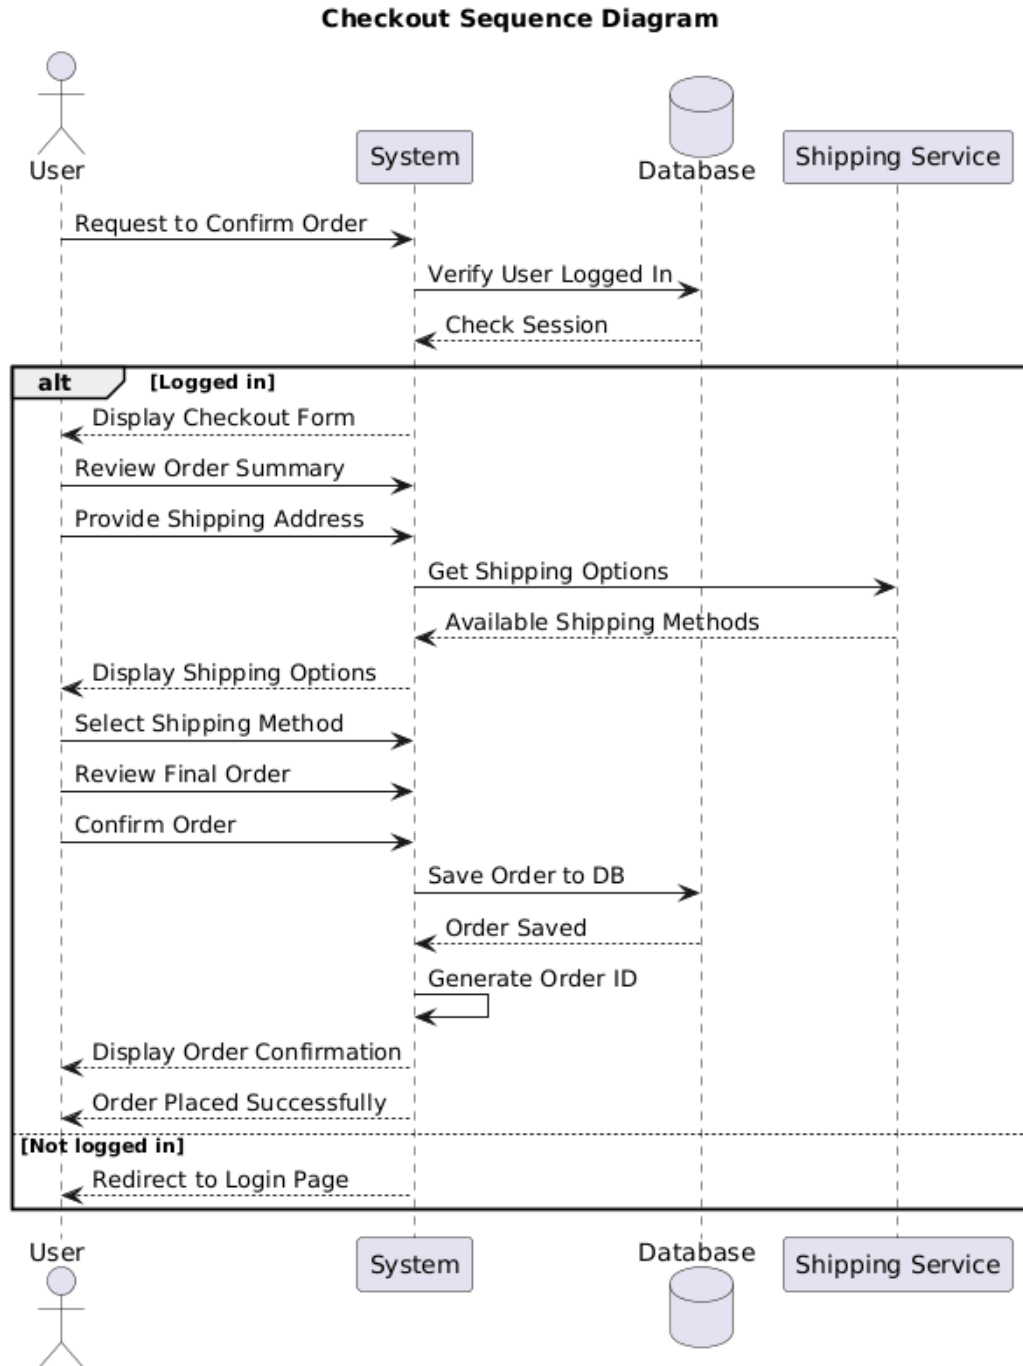 Checkout Sequence Diagram
User
System
Database
Shipping Service
Request to Confirm Order
Verify User Logged In
Check Session
alt [Logged in]
Display Checkout Form
Review Order Summary
Provide Shipping Address
Get Shipping Options
Available Shipping Methods
Display Shipping Options
Select Shipping Method
Review Final Order
Confirm Order
Save Order to DB
Order Saved
Generate Order ID
Display Order Confirmation
Order Placed Successfully
[Not logged in]
Redirect to Login Page
User
System
Database
Shipping Service